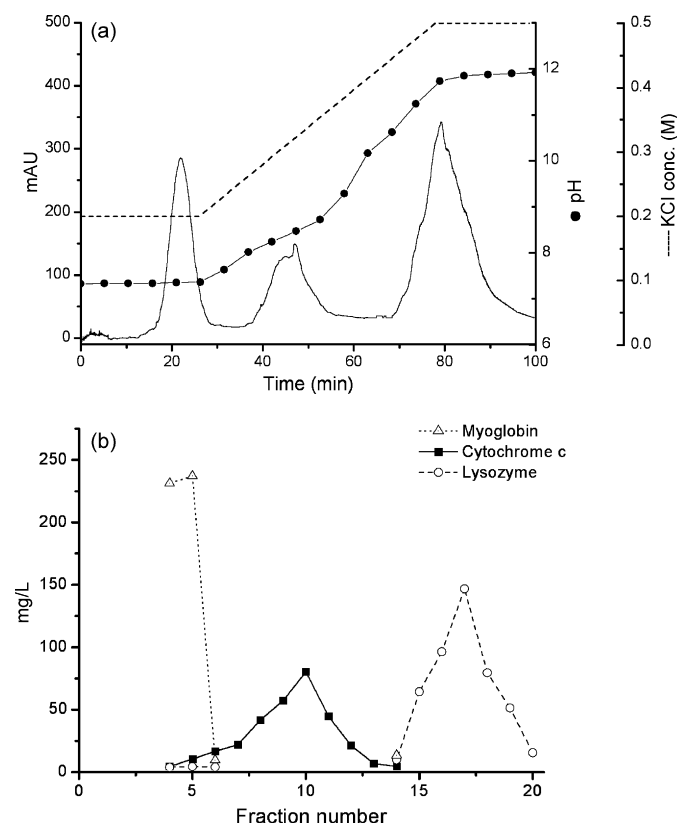 (a)
500
400
300
200
100
0
mAU
0 20 40 60 80 100
Time (min)
12
10
8
6
pH
0.5
0.4
0.3
0.2
0.1
0.0
KCl conc. (M)
(b)
Myoglobin
Cytochrome c
Lysozyme
250
200
150
100
50
0
mg/L
0 5 10 15 20
Fraction number